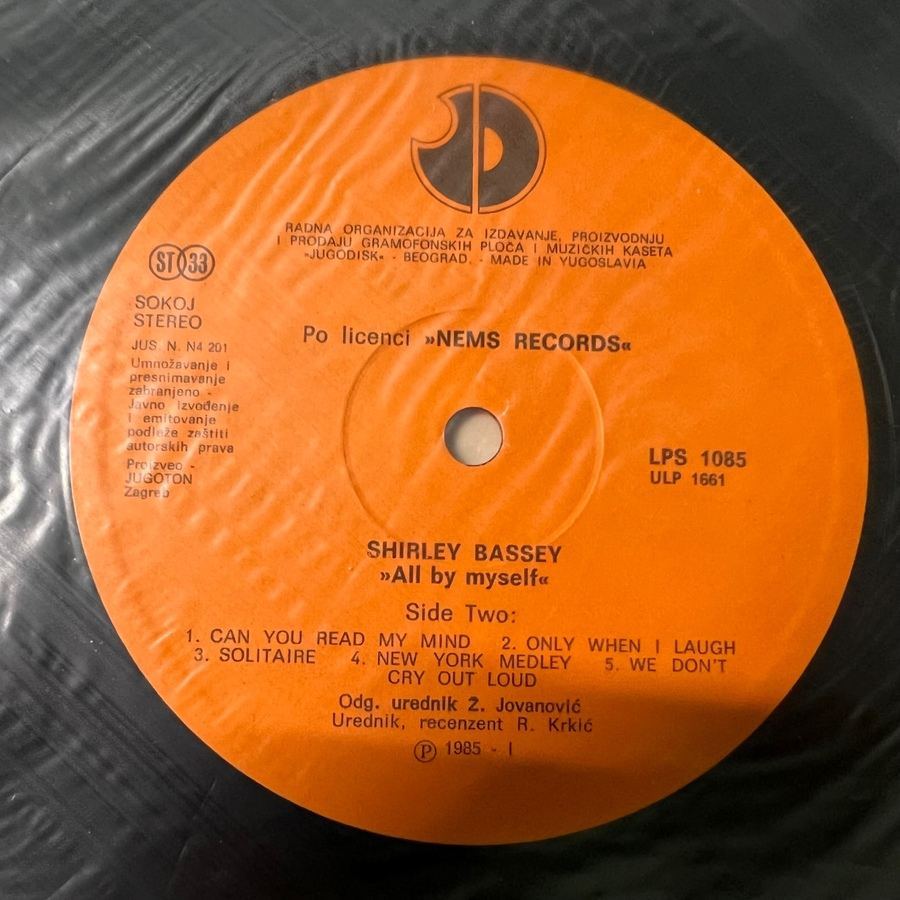 RADNA ORGANIZACIJA ZA IZDAVANJE, PROIZVODNJU
I PRODAJU GRAMOFONSKIH PLOČA I MUZIČKIH KASETA
»JUGODISK« - BEOGRAD. - MADE IN YUGOSLAVIA
ST 33
SOKOJ
STEREO
JUS N. N4 201
Umnožavanje i
presnimavanje
zabranjeno -
Javno izvođenje
i emitovanje
podleže zaštiti
autorskih prava
Proizveo -
JUGOTON
Zagreb
Po licenci »NEMS RECORDS«
LPS 1085
ULP 1661
SHIRLEY BASSEY
»All by myself«
Side Two:
1. CAN YOU READ MY MIND 2. ONLY WHEN I LAUGH
3. SOLITAIRE 4. NEW YORK MEDLEY 5. WE DON'T
CRY OUT LOUD
Odg. urednik Ž. Jovanović
Urednik, recenzent R. Krkić
Ⓟ 1985 - I